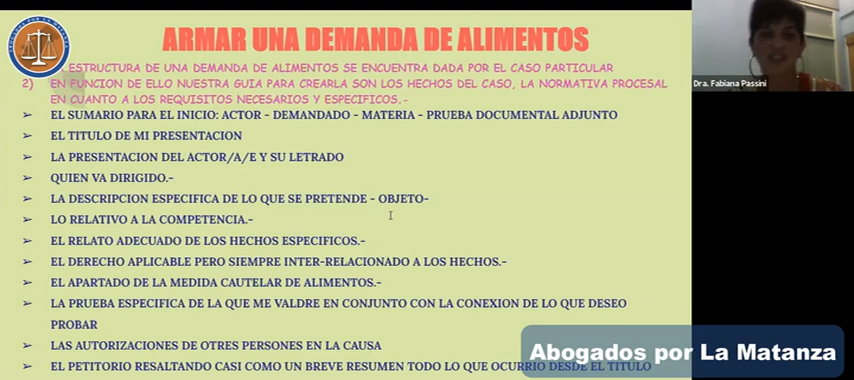 ARMAR UNA DEMANDA DE ALIMENTOS
ESTRUCTURA DE UNA DEMANDA DE ALIMENTOS SE ENCUENTRA DADA POR EL CASO PARTICULAR
2) EN FUNCION DE ELLO NUESTRA GUIA PARA CREARLA SON LOS HECHOS DEL CASO, LA NORMATIVA PROCESAL
EN CUANTO A LOS REQUISITOS NECESARIOS Y ESPECIFICOS.-
➢ EL SUMARIO PARA EL INICIO: ACTOR - DEMANDADO - MATERIA - PRUEBA DOCUMENTAL ADJUNTO
➢ EL TITULO DE MI PRESENTACION
➢ LA PRESENTACION DEL ACTOR/A/E Y SU LETRADO
➢ QUIEN VA DIRIGIDO.-
➢ LA DESCRIPCION ESPECIFICA DE LO QUE SE PRETENDE - OBJETO-
➢ LO RELATIVO A LA COMPETENCIA.-
➢ EL RELATO ADECUADO DE LOS HECHOS ESPECIFICOS.-
➢ EL DERECHO APLICABLE PERO SIEMPRE INTER-RELACIONADO A LOS HECHOS.-
➢ EL APARTADO DE LA MEDIDA CAUTELAR DE ALIMENTOS.-
➢ LA PRUEBA ESPECIFICA DE LA QUE ME VALDRE EN CONJUNTO CON LA CONEXION DE LO QUE DESEO
PROBAR
➢ LAS AUTORIZACIONES DE OTRES PERSONES EN LA CAUSA
➢ EL PETITORIO RESALTANDO CASI COMO UN BREVE RESUMEN TODO LO QUE OCURRIO DESDE EL TITULO
Dra. Fabiana Passini
Abogados por La Matanza